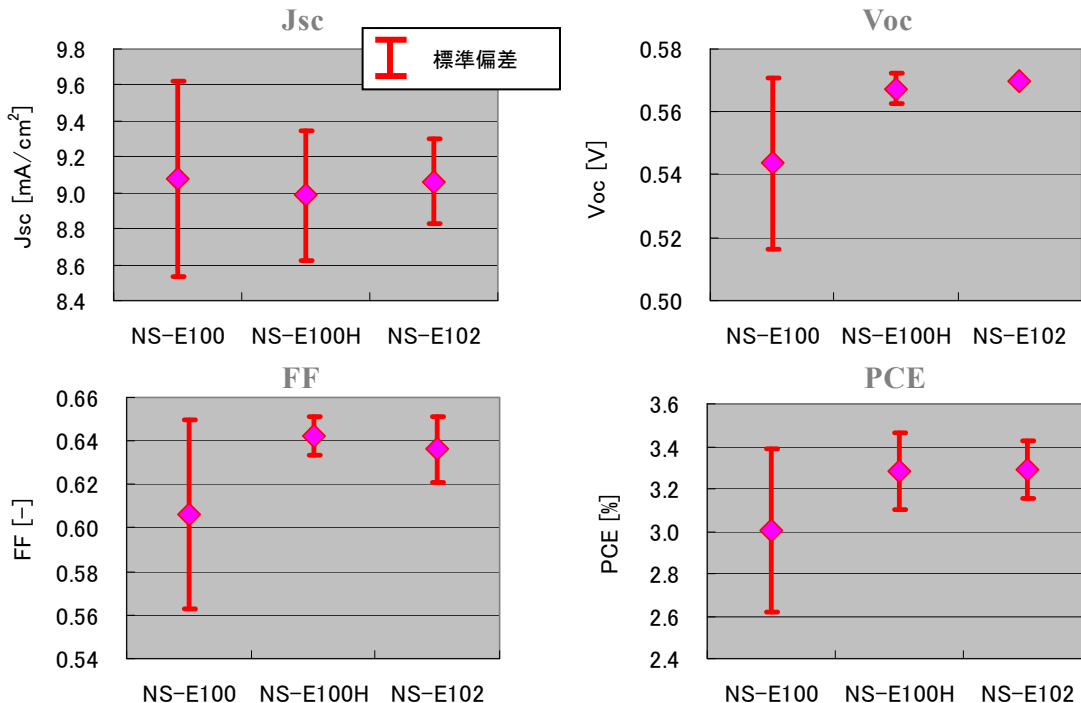 Jsc
標準偏差
Jsc [mA/cm²]
9.8
9.6
9.4
9.2
9.0
8.8
8.6
8.4
NS-E100 NS-E100H NS-E102
Voc
Voc [V]
0.58
0.56
0.54
0.52
0.50
NS-E100 NS-E100H NS-E102
FF
FF [-]
0.66
0.64
0.62
0.60
0.58
0.56
0.54
NS-E100 NS-E100H NS-E102
PCE
PCE [%]
3.6
3.4
3.2
3.0
2.8
2.6
2.4
NS-E100 NS-E100H NS-E102